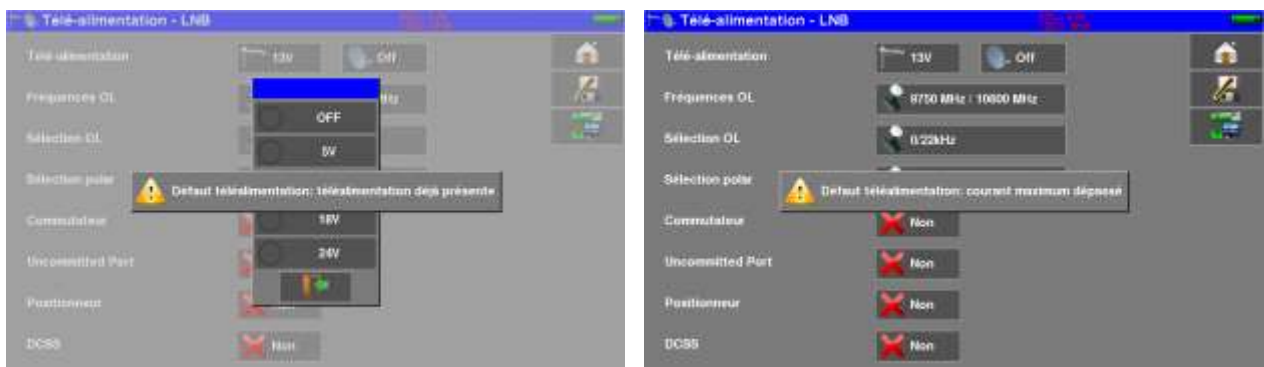 Télé-alimentation - LNB
Télé-alimentation
13V
Off
Fréquences OL
MHz
OFF
Sélection OL
5V
Sélection polar
Défaut téléalimentation: téléalimentation déjà présente
Commutateur
18V
Uncommitted Port
24V
Positionneur
Non
DCSS
Non
Télé-alimentation - LNB
Télé-alimentation
13V
Off
Fréquences OL
9750 MHz / 10600 MHz
Sélection OL
0/22kHz
Sélection polar
Défaut téléalimentation: courant maximum dépassé
Commutateur
Non
Uncommitted Port
Non
Positionneur
Non
DCSS
Non